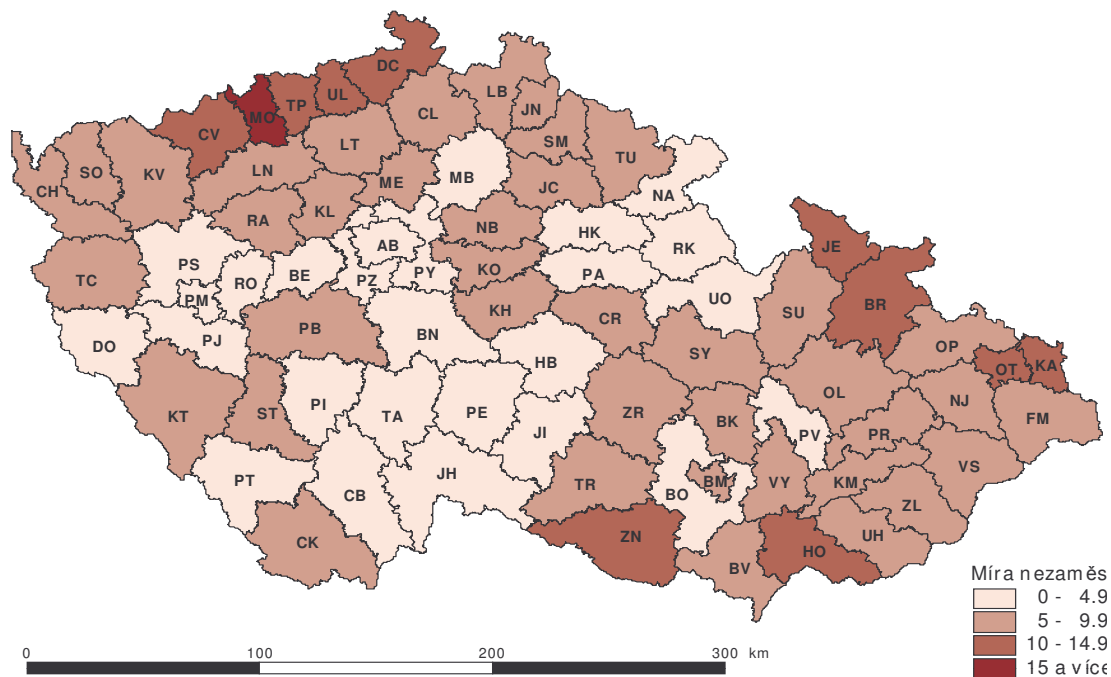 DC
LB
UL
TP
JN
MO
CL
CV
SM
LT
TU
SO
KV
LN
ME
MB
CH
JC
NA
RA
KL
NB
HK
AB
RK
JE
PS
RO
BE
PZ
PY
KO
PA
TC
PM
UO
BR
KH
SU
PB
CR
DO
PJ
BN
SY
OP
HB
OT
KA
OL
NJ
KT
ST
PI
TA
PE
ZR
BK
FM
JI
PV
PR
VS
PT
JH
TR
BM
VY
KM
CB
BO
ZL
CK
ZN
HO
UH
BV
Míra nezaměs
0 - 4.9
5 - 9.9
10 - 14.9
15 a více
0 100 200 300 km